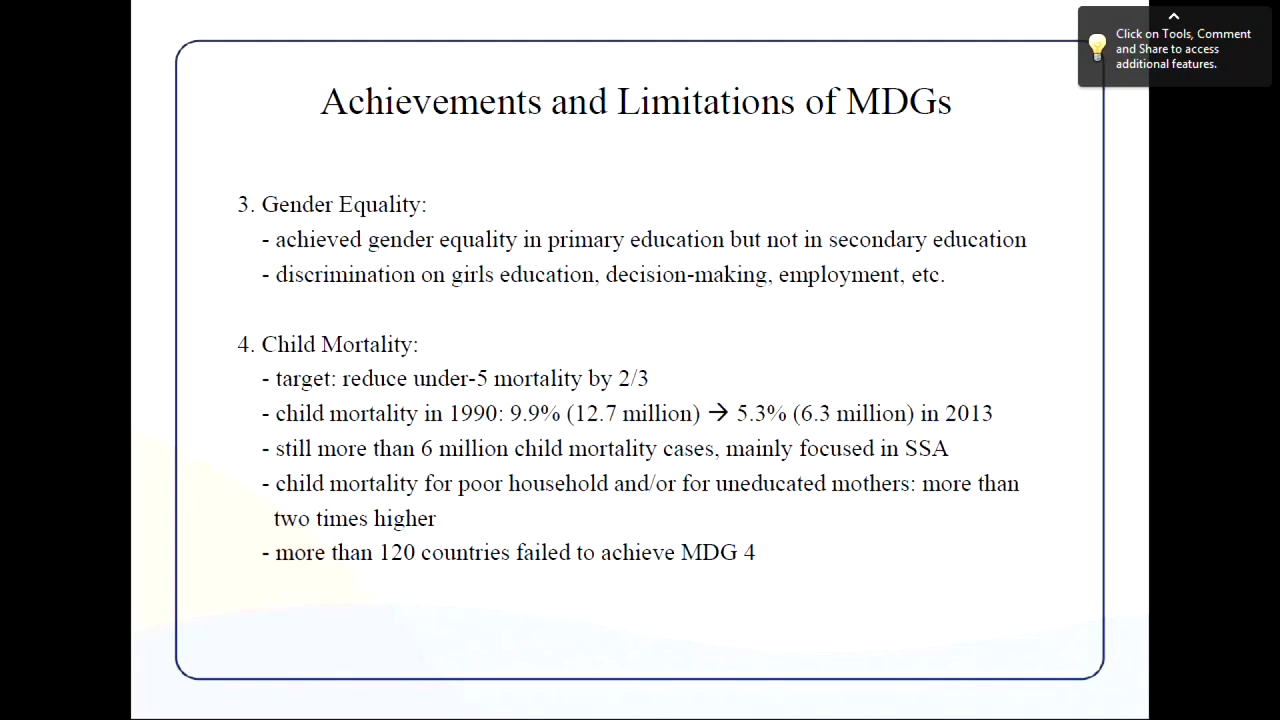 Click on Tools, Comment
and Share to access
additional features.
Achievements and Limitations of MDGs
3. Gender Equality:
- achieved gender equality in primary education but not in secondary education
- discrimination on girls education, decision-making, employment, etc.
4. Child Mortality:
- target: reduce under-5 mortality by 2/3
- child mortality in 1990: 9.9% (12.7 million) → 5.3% (6.3 million) in 2013
- still more than 6 million child mortality cases, mainly focused in SSA
- child mortality for poor household and/or for uneducated mothers: more than
two times higher
- more than 120 countries failed to achieve MDG 4